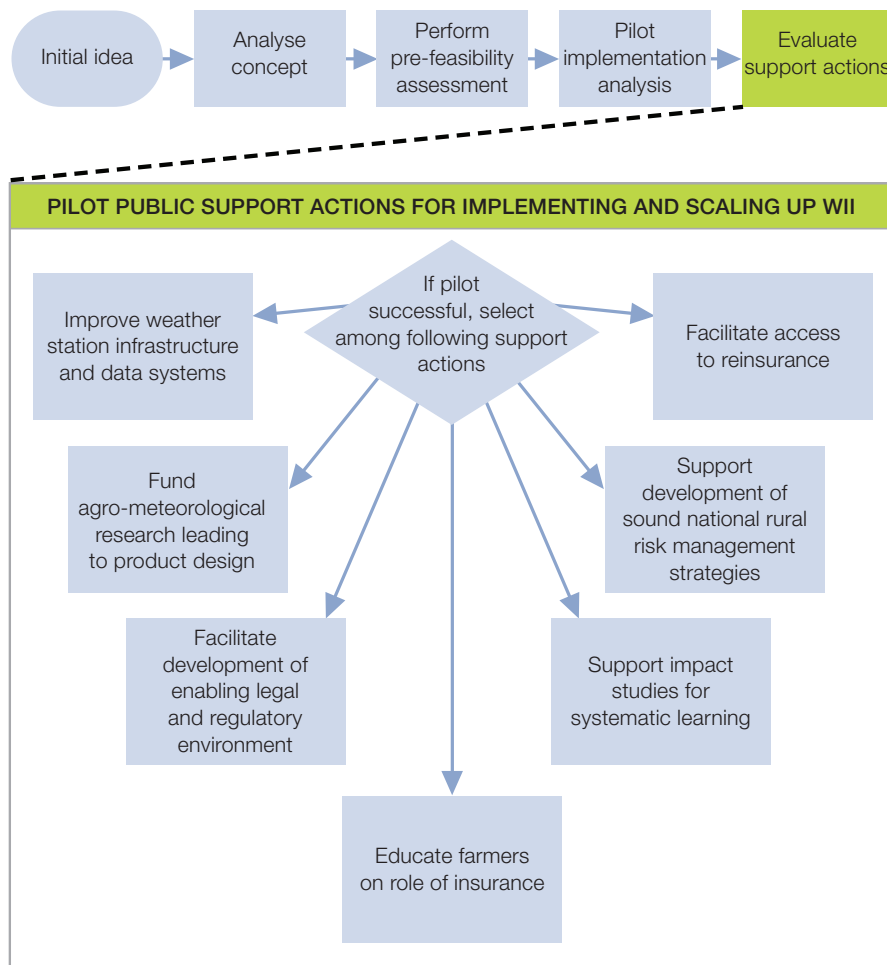 Initial idea
Analyse
concept
Perform
pre-feasibility
assessment
Pilot
implementation
analysis
Evaluate
support actions
PILOT PUBLIC SUPPORT ACTIONS FOR IMPLEMENTING AND SCALING UP WII
If pilot
successful, select
among following support
actions
Improve weather
station infrastructure
and data systems
Facilitate access
to reinsurance
Fund
agro-meteorological
research leading
to product design
Support
development of
sound national rural
risk management
strategies
Facilitate
development of
enabling legal
and regulatory
environment
Support impact
studies for
systematic learning
Educate farmers
on role of insurance